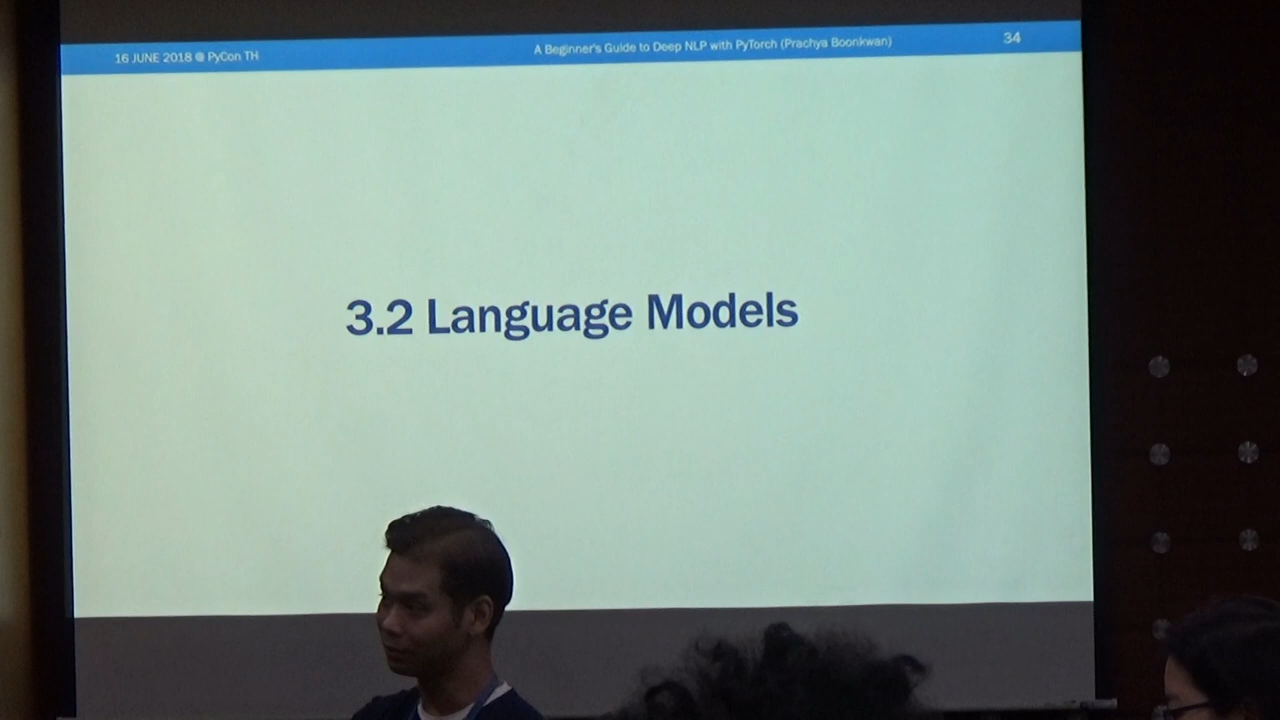 16 JUNE 2018 @ PyCon TH
A Beginner's Guide to Deep NLP with PyTorch (Prachya Boonkwan)
34
3.2 Language Models